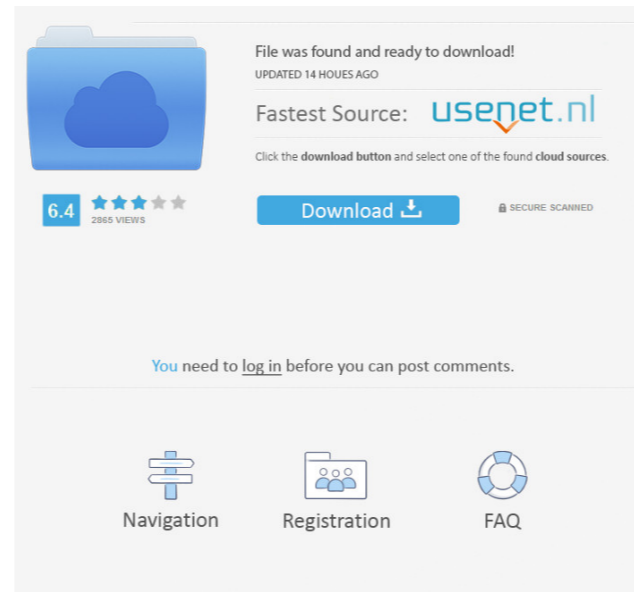 File was found and ready to download!
UPDATED 14 HOUES AGO
Fastest Source: usenet.nl
Click the download button and select one of the found cloud sources.
6.4
2865 VIEWS
Download
SECURE SCANNED
You need to log in before you can post comments.
Navigation
Registration
FAQ